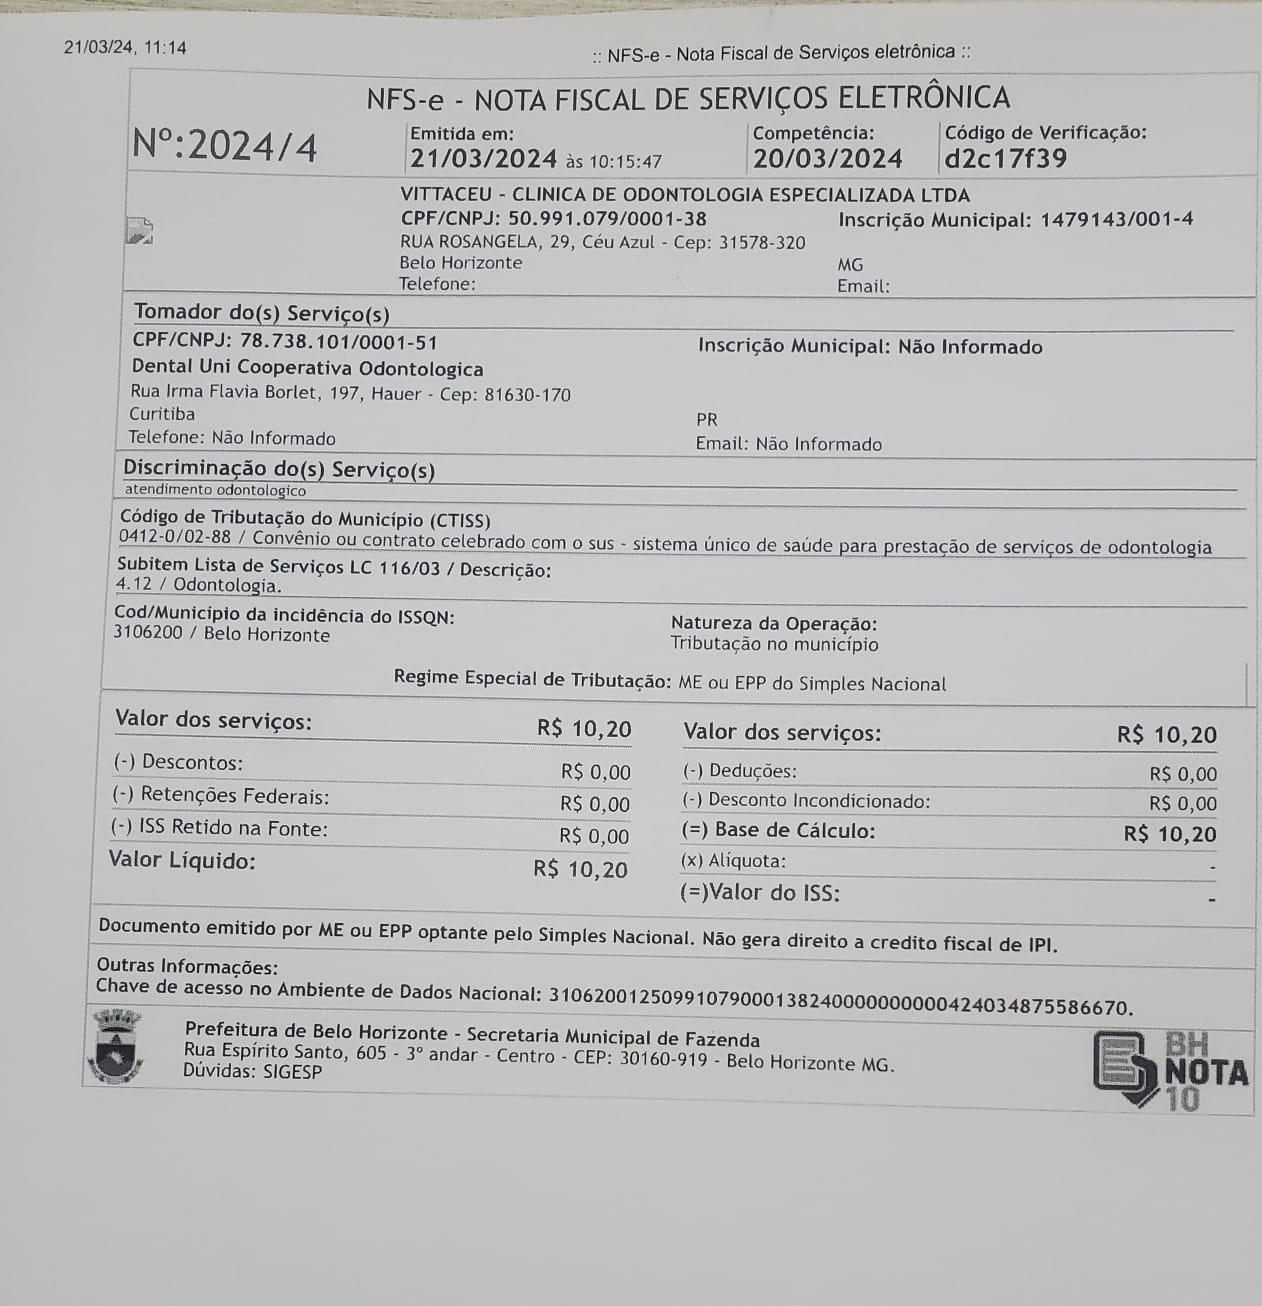 21/03/24, 11:14
:: NFS-e - Nota Fiscal de Serviços eletrônica ::
NFS-e - NOTA FISCAL DE SERVIÇOS ELETRÔNICA
Nº:2024/4
Emitida em:
21/03/2024 às 10:15:47
Competência:
20/03/2024
Código de Verificação:
d2c17f39
VITTACEU - CLINICA DE ODONTOLOGIA ESPECIALIZADA LTDA
CPF/CNPJ: 50.991.079/0001-38 Inscrição Municipal: 1479143/001-4
RUA ROSANGELA, 29, Céu Azul - Cep: 31578-320
Belo Horizonte MG
Telefone: Email:
Tomador do(s) Serviço(s)
CPF/CNPJ: 78.738.101/0001-51 Inscrição Municipal: Não Informado
Dental Uni Cooperativa Odontologica
Rua Irma Flavia Borlet, 197, Hauer - Cep: 81630-170
Curitiba PR
Telefone: Não Informado Email: Não Informado
Discriminação do(s) Serviço(s)
atendimento odontologico
Código de Tributação do Município (CTISS)
0412-0/02-88 / Convênio ou contrato celebrado com o sus - sistema único de saúde para prestação de serviços de odontologia
Subitem Lista de Serviços LC 116/03 / Descrição:
4.12 / Odontologia.
Cod/Município da incidência do ISSQN:
3106200 / Belo Horizonte
Natureza da Operação:
Tributação no município
Regime Especial de Tributação: ME ou EPP do Simples Nacional
Valor dos serviços: R$ 10,20
(-) Descontos: R$ 0,00
(-) Retenções Federais: R$ 0,00
(-) ISS Retido na Fonte: R$ 0,00
Valor Líquido: R$ 10,20
Valor dos serviços: R$ 10,20
(-) Deduções: R$ 0,00
(-) Desconto Incondicionado: R$ 0,00
(=) Base de Cálculo: R$ 10,20
(x) Alíquota: -
(=)Valor do ISS: -
Documento emitido por ME ou EPP optante pelo Simples Nacional. Não gera direito a credito fiscal de IPI.
Outras Informações:
Chave de acesso no Ambiente de Dados Nacional: 31062001250991079000138240000000000424034875586670.
Prefeitura de Belo Horizonte - Secretaria Municipal de Fazenda
Rua Espírito Santo, 605 - 3º andar - Centro - CEP: 30160-919 - Belo Horizonte MG.
Dúvidas: SIGESP
BH
NOTA
10